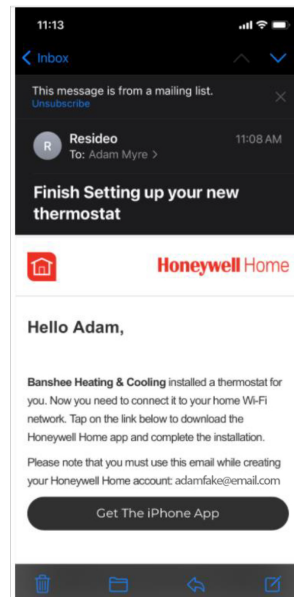 11:13
Inbox
This message is from a mailing list.
Unsubscribe
R
Resideo
11:08 AM
To: Adam Myre
Finish Setting up your new
thermostat
Honeywell Home
Hello Adam,
Banshee Heating & Cooling installed a thermostat for
you. Now you need to connect it to your home Wi-Fi
network. Tap on the link below to download the
Honeywell Home app and complete the installation.
Please note that you must use this email while creating
your Honeywell Home account: adamfake@email.com
Get The iPhone App